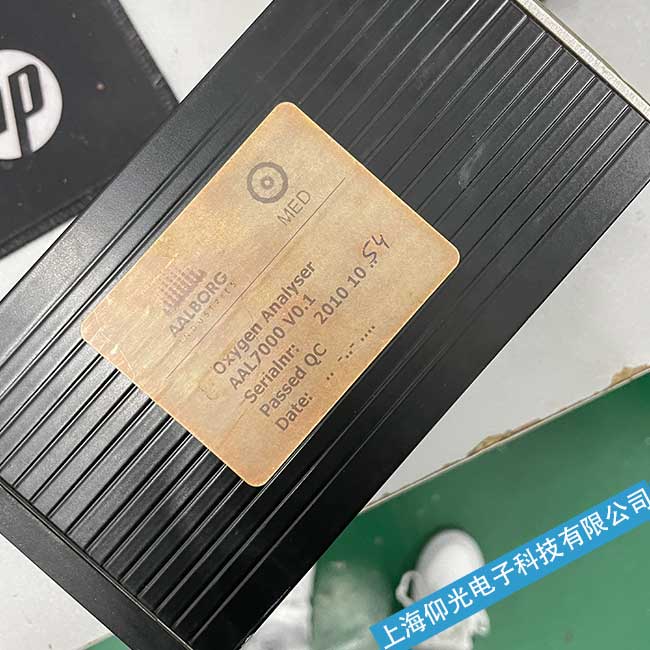 hp
MED
AALBORG
Oxygen Analyser
AAL7000 V0.1
Serialnr: 2010 10 54
Passed QC
Date: .. -..- ....
上海仰光电子科技有限公司